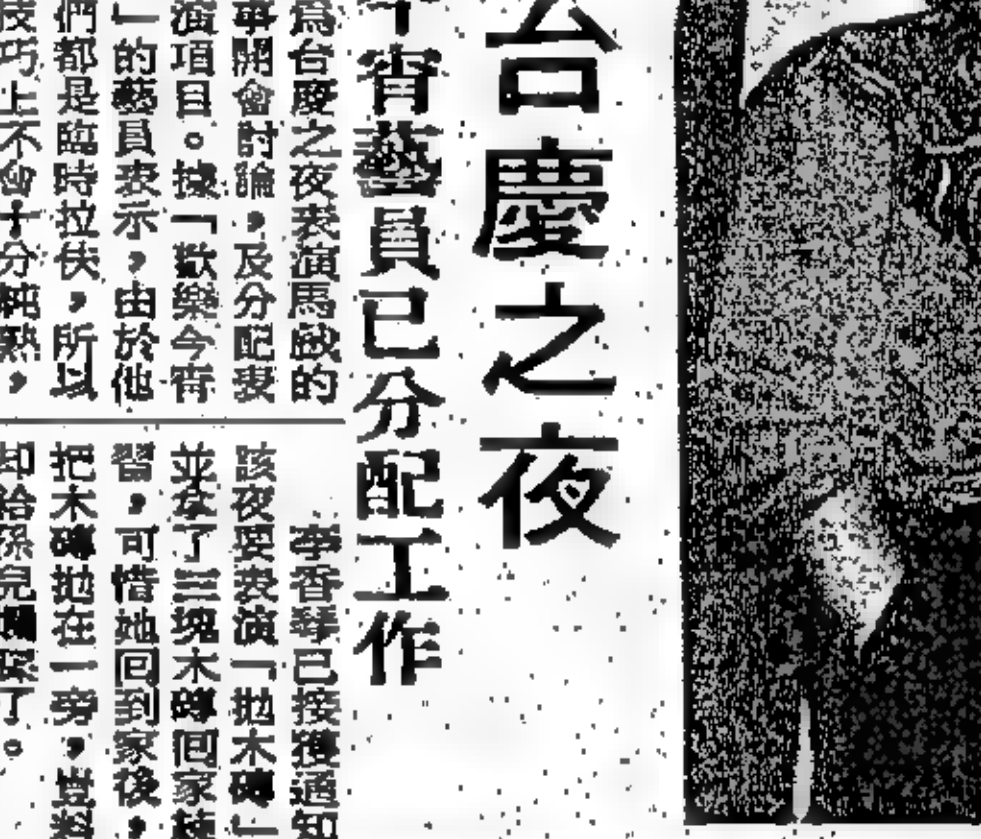 台慶之夜
宵藝員已分配工作
為台慶之夜表演馬戲的
事開會討論，及分配表
演項目。據「歡樂今宵
」的藝員表示，由於他
們都是臨時拉伕，所以
技巧上不會十分純熟，
李香琴已接獲通知
該夜要表演「拋木磚」
並拿了三塊木磚回家練
習，可惜她回到家後，
把木磚拋在一旁，豈料
却給孫兒了。